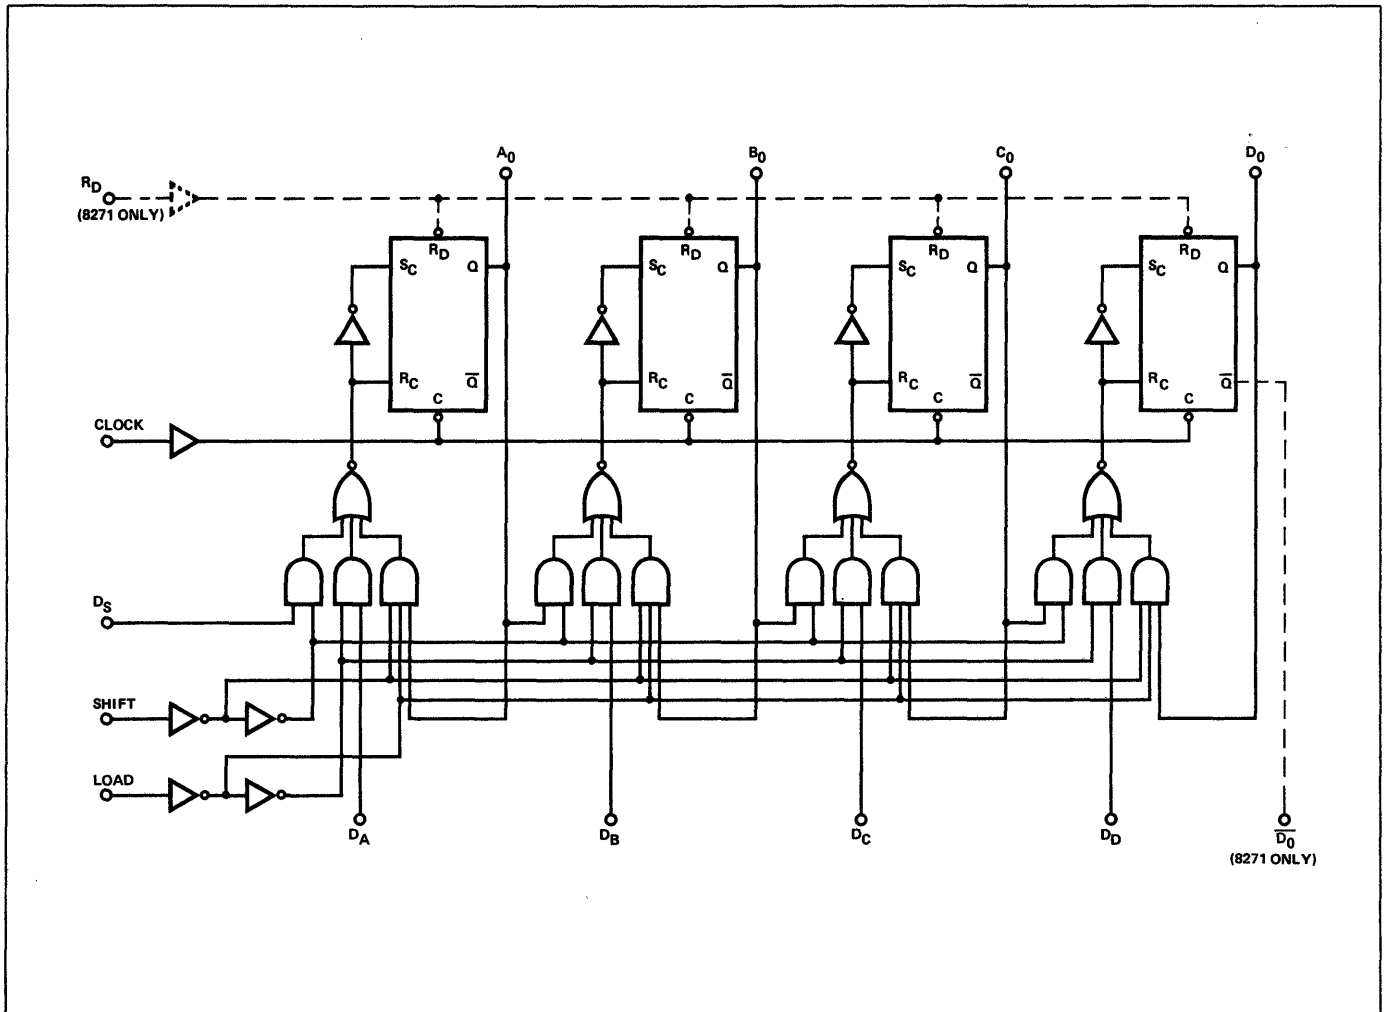 A0 B0 C0 D0
RD
(8271 ONLY)
RD RD RD RD
SC Q SC Q SC Q SC Q
RC Q̅ RC Q̅ RC Q̅ RC Q̅
C C C C
CLOCK
DS
SHIFT
LOAD
DA DB DC DD D̅0̅
(8271 ONLY)